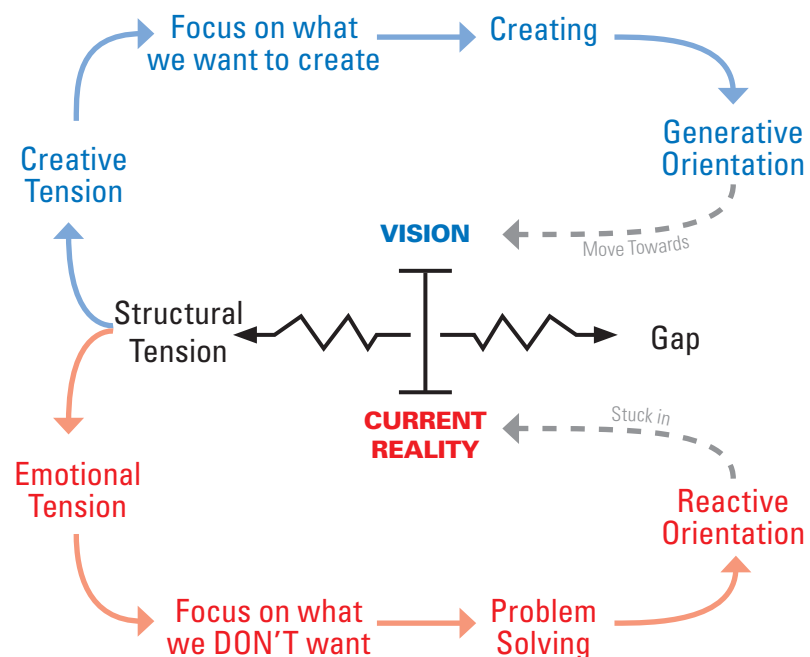 Focus on what
we want to create
Creating
Generative
Orientation
Creative
Tension
VISION
Move Towards
Structural
Tension
Gap
CURRENT
REALITY
Stuck in
Emotional
Tension
Reactive
Orientation
Focus on what
we DON'T want
Problem
Solving